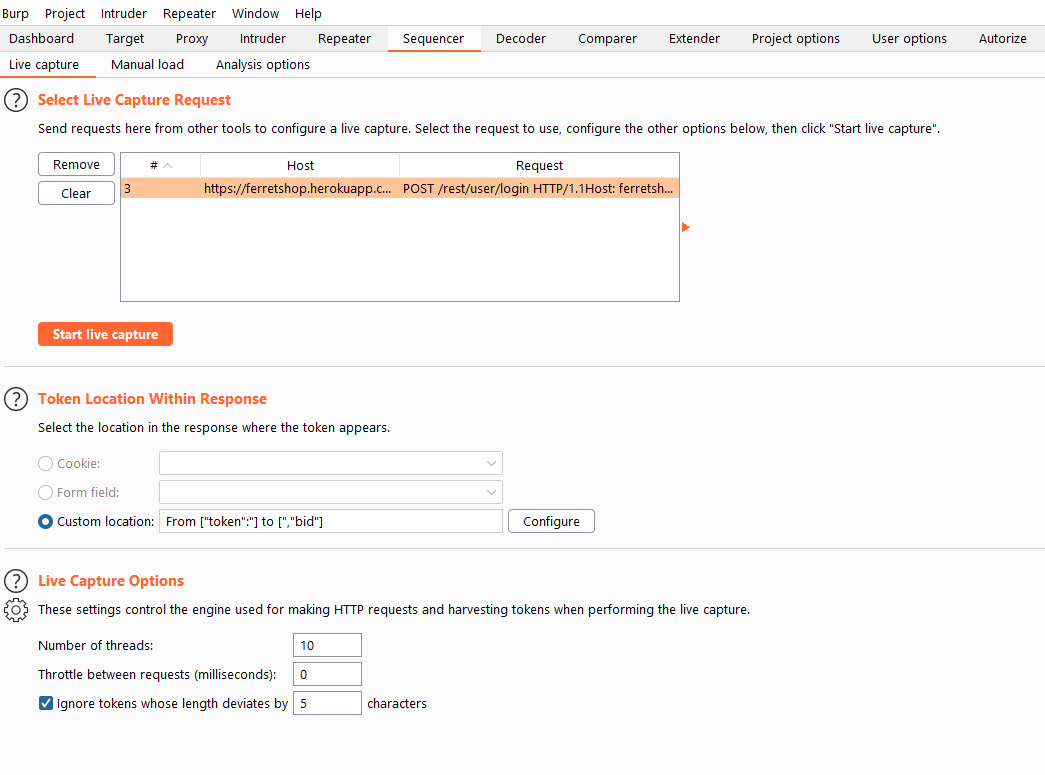 Burp Project Intruder Repeater Window Help
Dashboard Target Proxy Intruder Repeater Sequencer Decoder Comparer Extender Project options User options Autorize
Live capture Manual load Analysis options
? Select Live Capture Request
Send requests here from other tools to configure a live capture. Select the request to use, configure the other options below, then click "Start live capture".
Remove # Host Request
Clear 3 https://ferretshop.herokuapp.c... POST /rest/user/login HTTP/1.1Host: ferretsh...
Start live capture
? Token Location Within Response
Select the location in the response where the token appears.
Cookie:
Form field:
Custom location: From ["token":"] to [","bid"] Configure
? Live Capture Options
These settings control the engine used for making HTTP requests and harvesting tokens when performing the live capture.
Number of threads: 10
Throttle between requests (milliseconds): 0
Ignore tokens whose length deviates by 5 characters